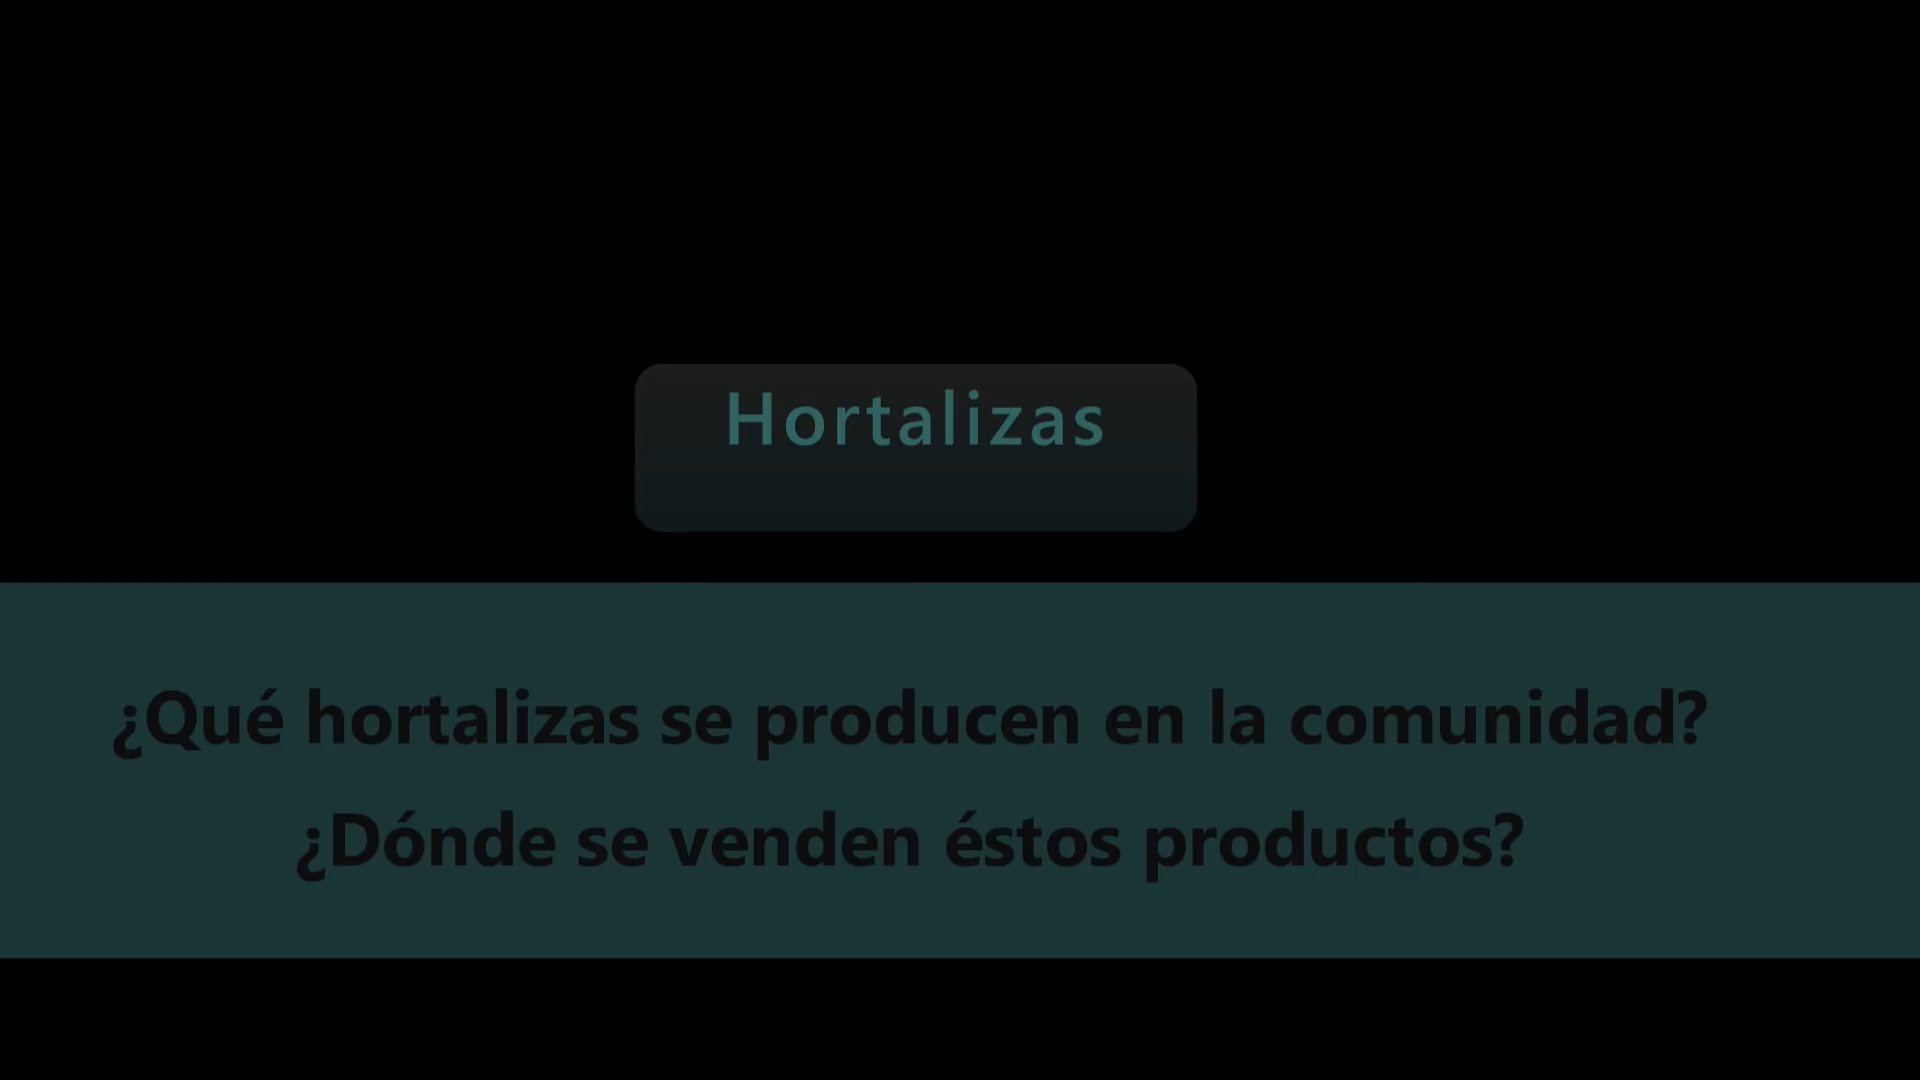 Hortalizas
¿Qué hortalizas se producen en la comunidad?
¿Dónde se venden éstos productos?